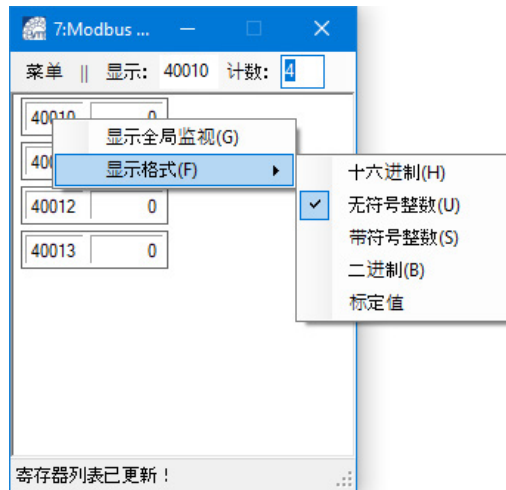 7:Modbus ...
菜单 || 显示: 40010 计数: 4
40010 0
显示全局监视(G)
显示格式(F)
十六进制(H)
40012 0
无符号整数(U)
带符号整数(S)
40013 0
二进制(B)
标定值
寄存器列表已更新！